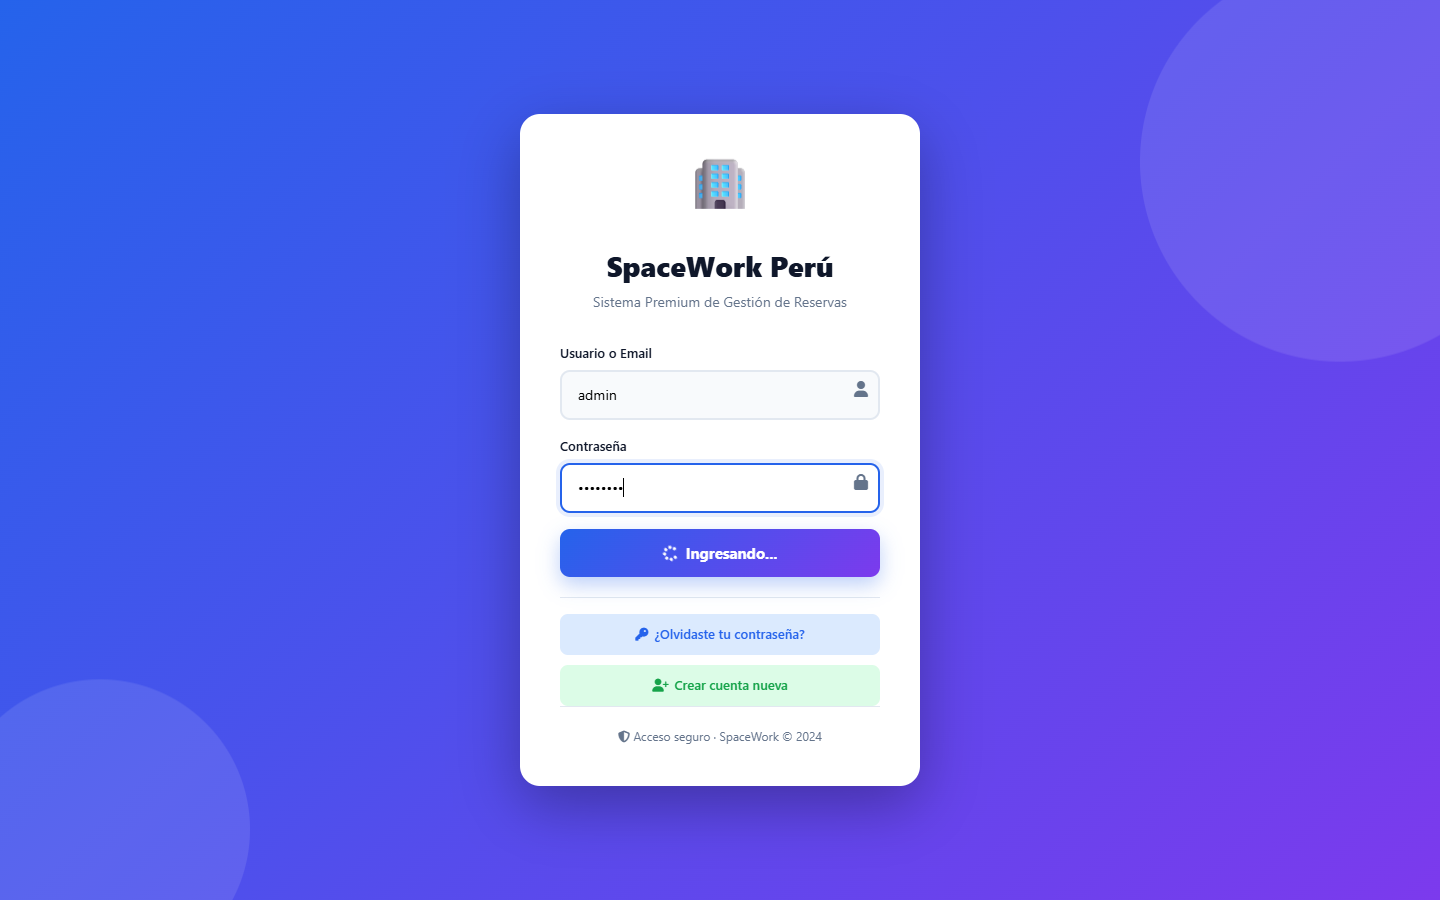 SpaceWork Perú
Sistema Premium de Gestión de Reservas
Usuario o Email
admin
Contraseña
••••••••
Ingresando...
¿Olvidaste tu contraseña?
Crear cuenta nueva
Acceso seguro · SpaceWork © 2024